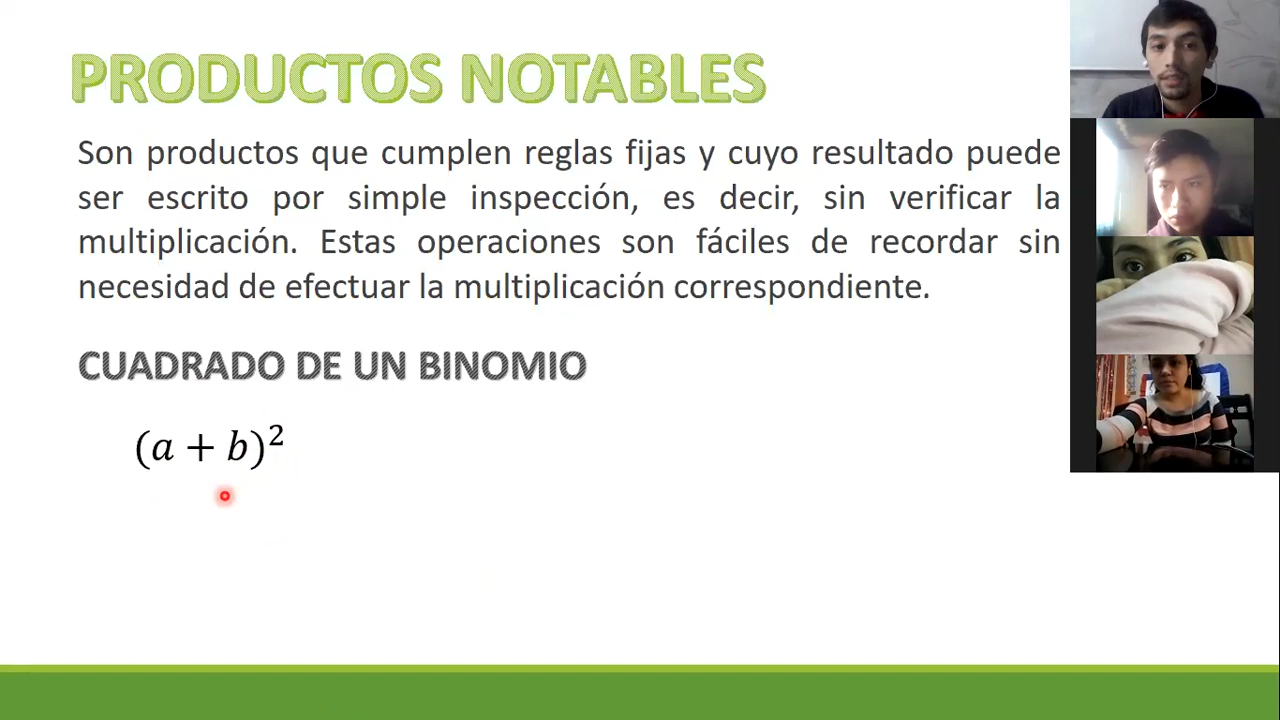 PRODUCTOS NOTABLES
Son productos que cumplen reglas fijas y cuyo resultado puede
ser escrito por simple inspección, es decir, sin verificar la
multiplicación. Estas operaciones son fáciles de recordar sin
necesidad de efectuar la multiplicación correspondiente.
CUADRADO DE UN BINOMIO
(a + b)²